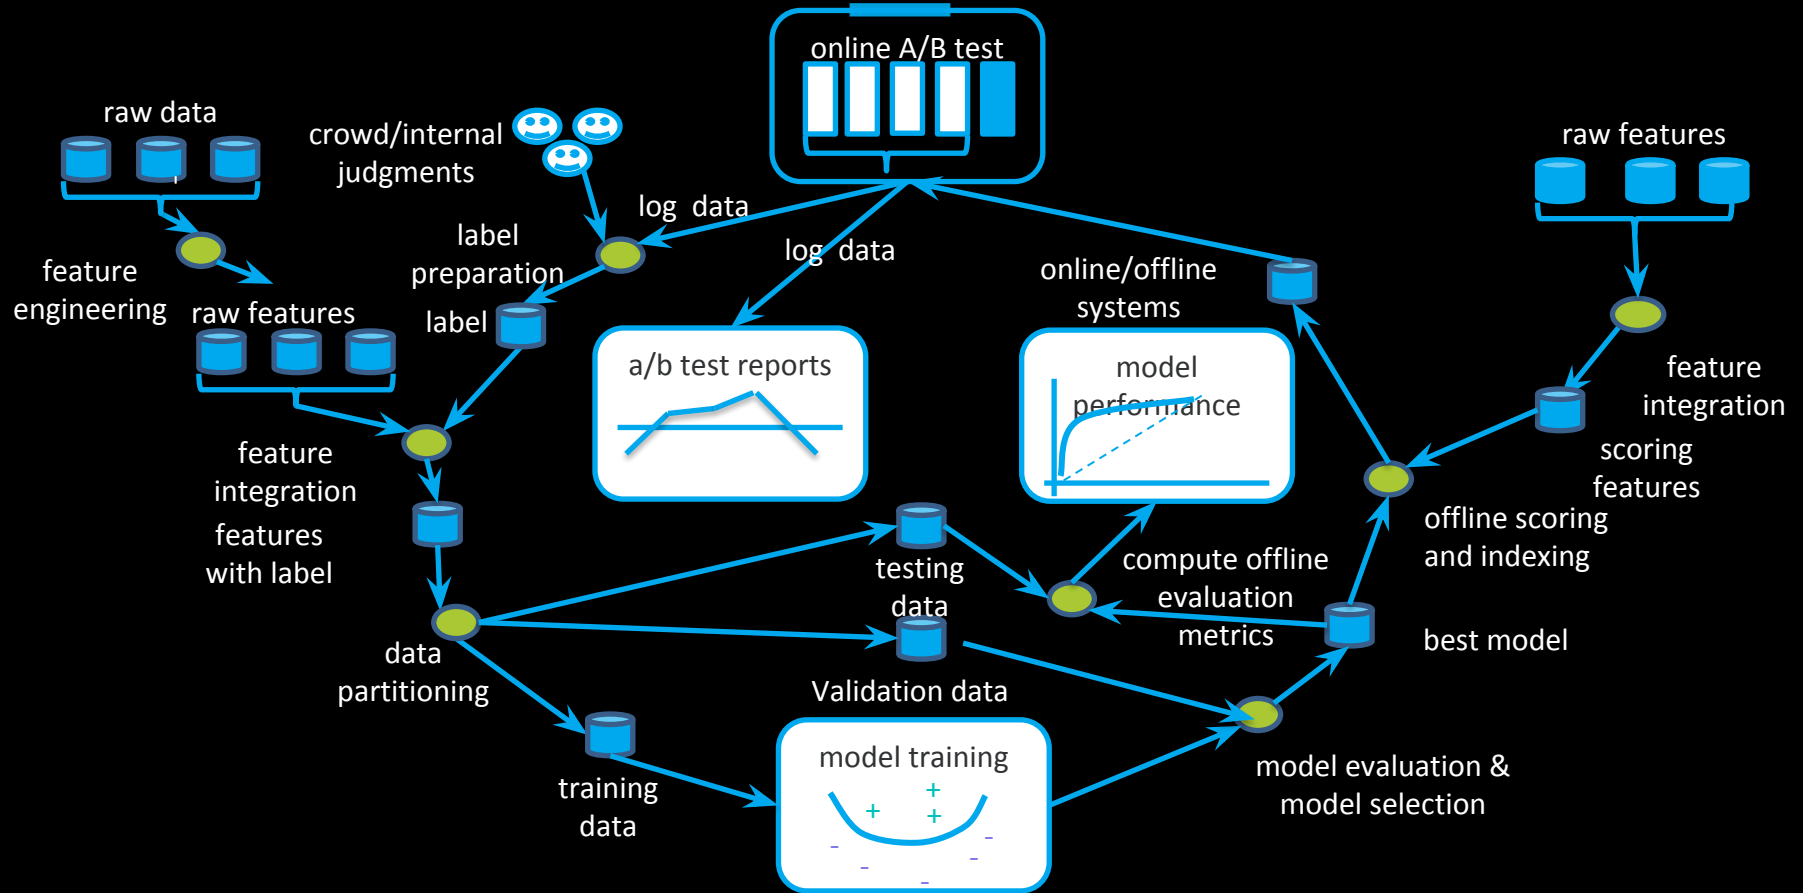 online A/B test
raw data
crowd/internal
judgments
raw features
log  data
label
preparation
log  data
feature
engineering
raw features
label
online/offline
systems
a/b test reports
model
performance
feature
integration
feature
integration
scoring
features
features
with label
offline scoring
and indexing
testing
data
compute offline
evaluation
metrics
best model
data
partitioning
Validation data
model training
+
+
+
-
-
-
-
-
training
data
model evaluation &
model selection